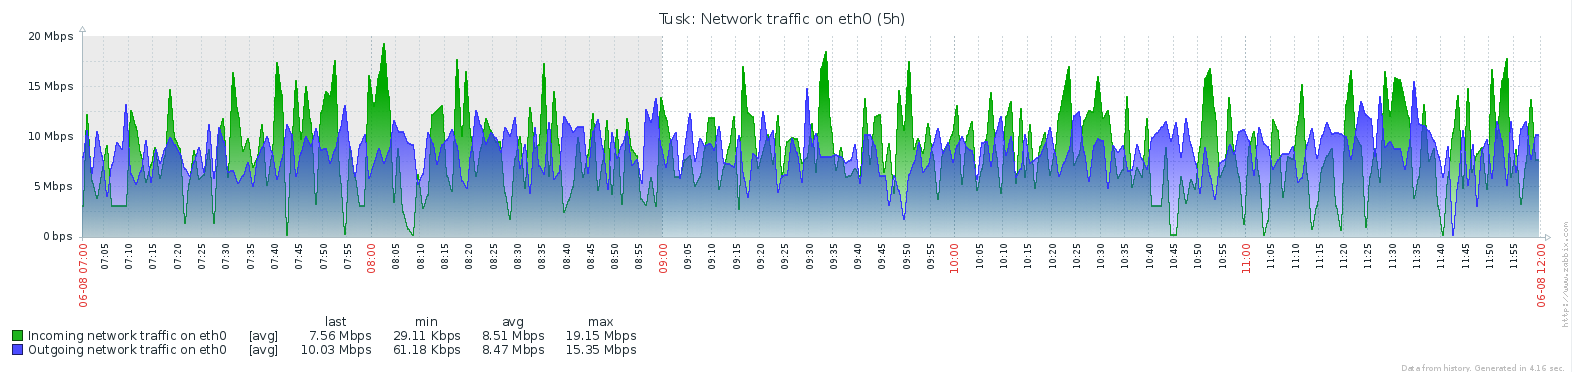 Tusk: Network traffic on eth0 (5h)
20 Mbps
15 Mbps
10 Mbps
5 Mbps
0 bps
06-08 07:00 07:05 07:10 07:15 07:20 07:25 07:30 07:35 07:40 07:45 07:50 07:55 08:00 08:05 08:10 08:15 08:20 08:25 08:30 08:35 08:40 08:45 08:50 08:55 09:00 09:05 09:10 09:15 09:20 09:25 09:30 09:35 09:40 09:45 09:50 09:55 10:00 10:05 10:10 10:15 10:20 10:25 10:30 10:35 10:40 10:45 10:50 10:55 11:00 11:05 11:10 11:15 11:20 11:25 11:30 11:35 11:40 11:45 11:50 11:55 06-08 12:00
last min avg max
Incoming network traffic on eth0 [avg] 7.56 Mbps 29.11 Kbps 8.51 Mbps 19.15 Mbps
Outgoing network traffic on eth0 [avg] 10.03 Mbps 61.18 Kbps 8.47 Mbps 15.35 Mbps
http://www.zabbix.com
Data from history. Generated in 4.16 sec.